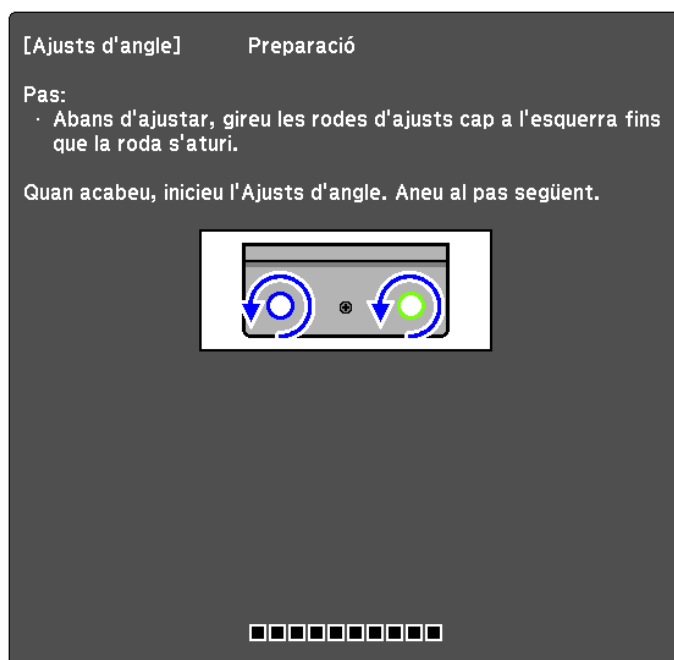 [Ajusts d'angle] Preparació
Pas:
· Abans d'ajustar, gireu les rodes d'ajusts cap a l'esquerra fins
que la roda s'aturi.
Quan acabeu, inicieu l'Ajusts d'angle. Aneu al pas següent.